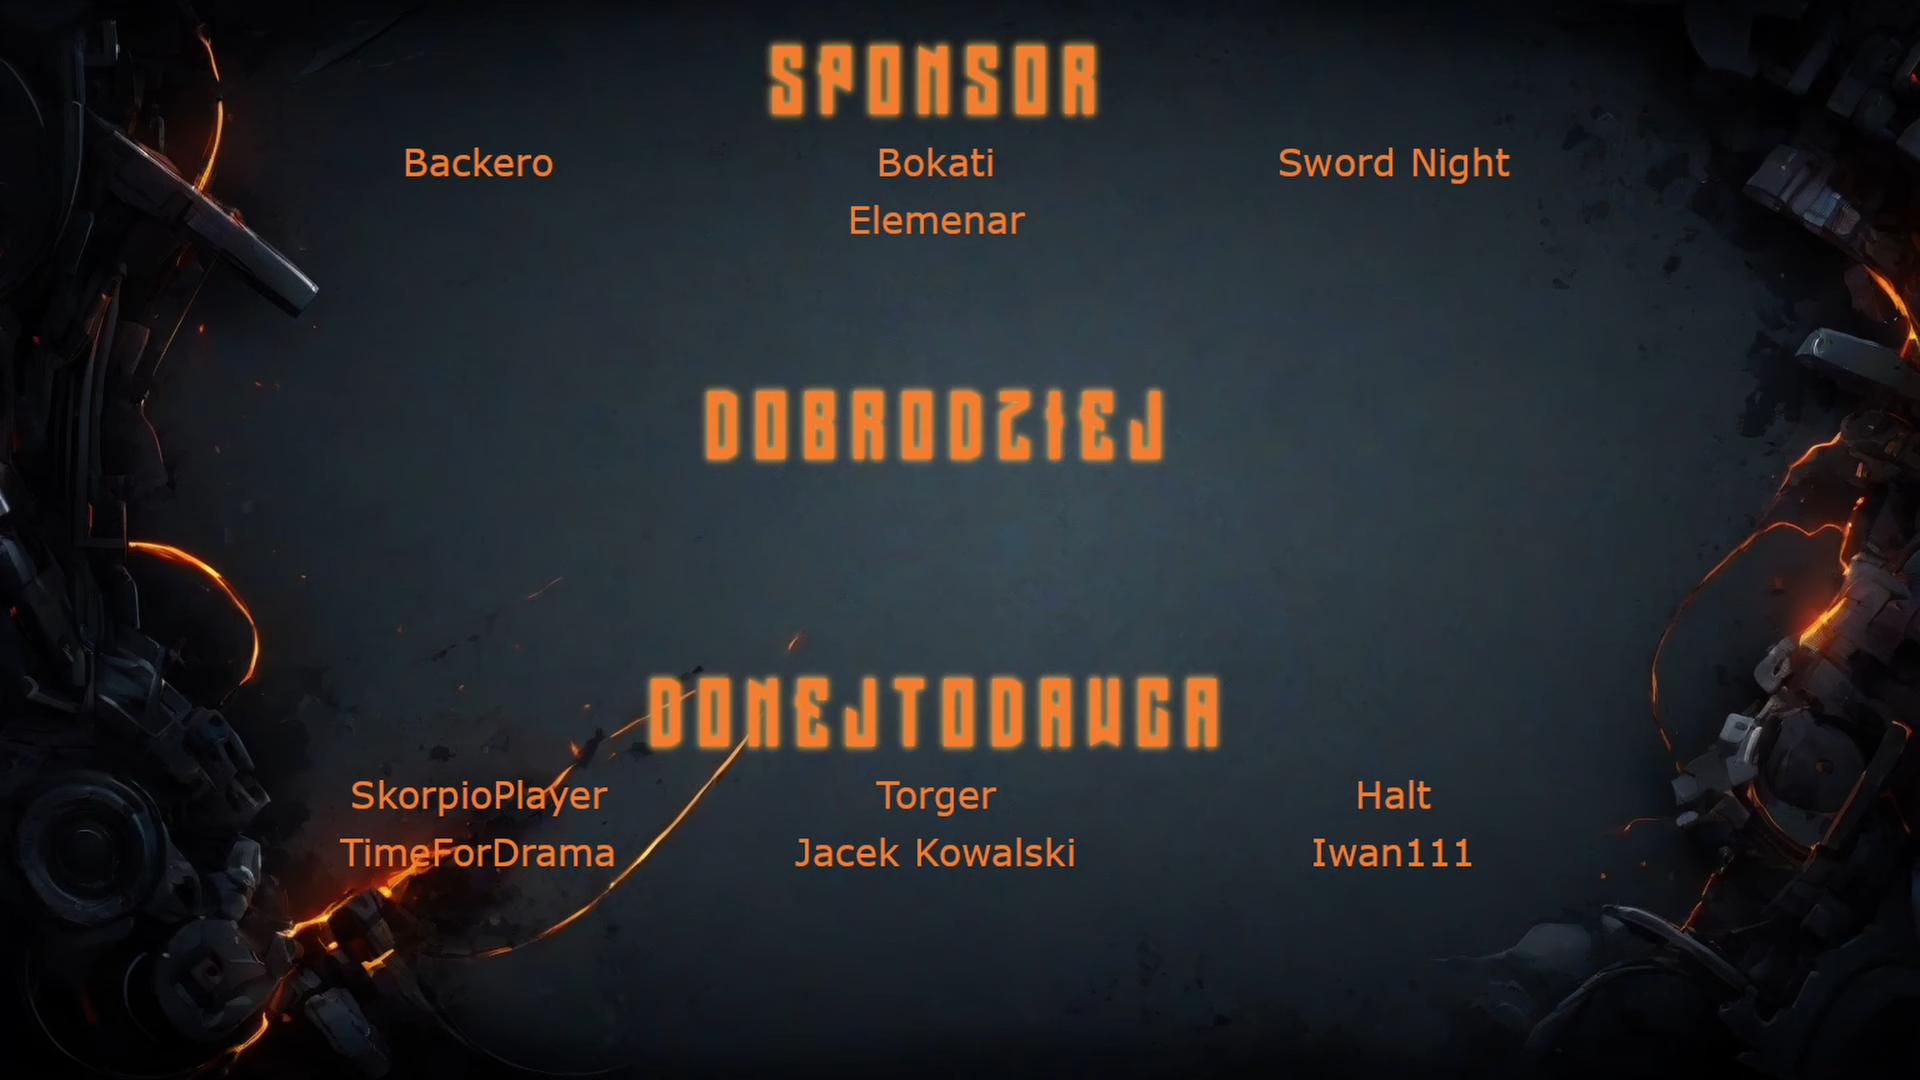 SPONSOR
Backero Bokati Sword Night
Elemenar
DOBRODZIEJ
DONEJTODAWCA
SkorpioPlayer Torger Halt
TimeForDrama Jacek Kowalski Iwan111